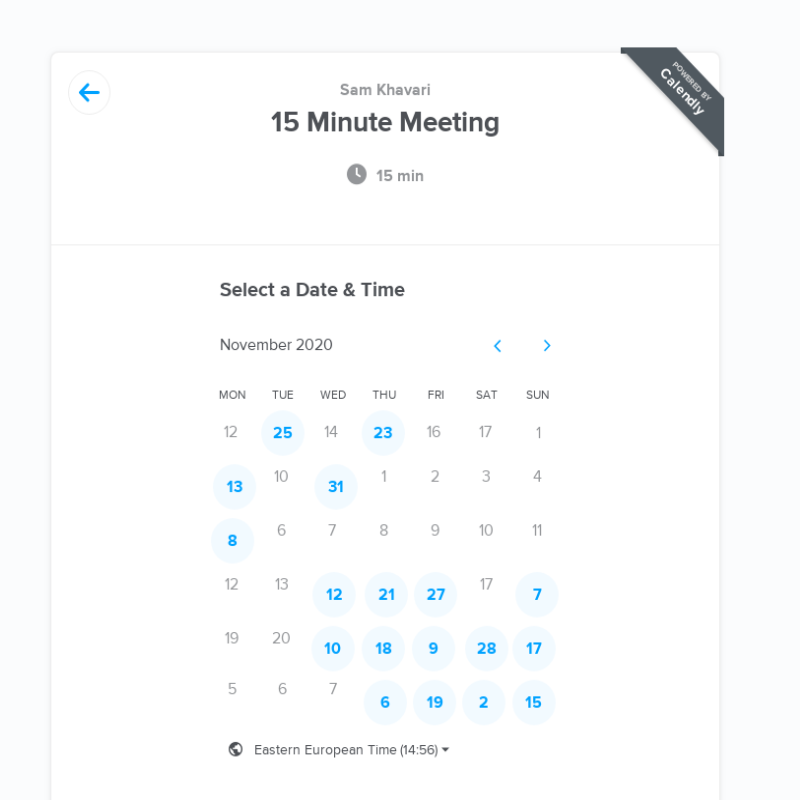 POWERED BY
Calendly
Sam Khavari
15 Minute Meeting
15 min
Select a Date & Time
November 2020
MON TUE WED THU FRI SAT SUN
12 25 14 23 16 17 1
13 10 31 1 2 3 4
8 6 7 8 9 10 11
12 13 12 21 27 17 7
19 20 10 18 9 28 17
5 6 7 6 19 2 15
Eastern European Time (14:56)